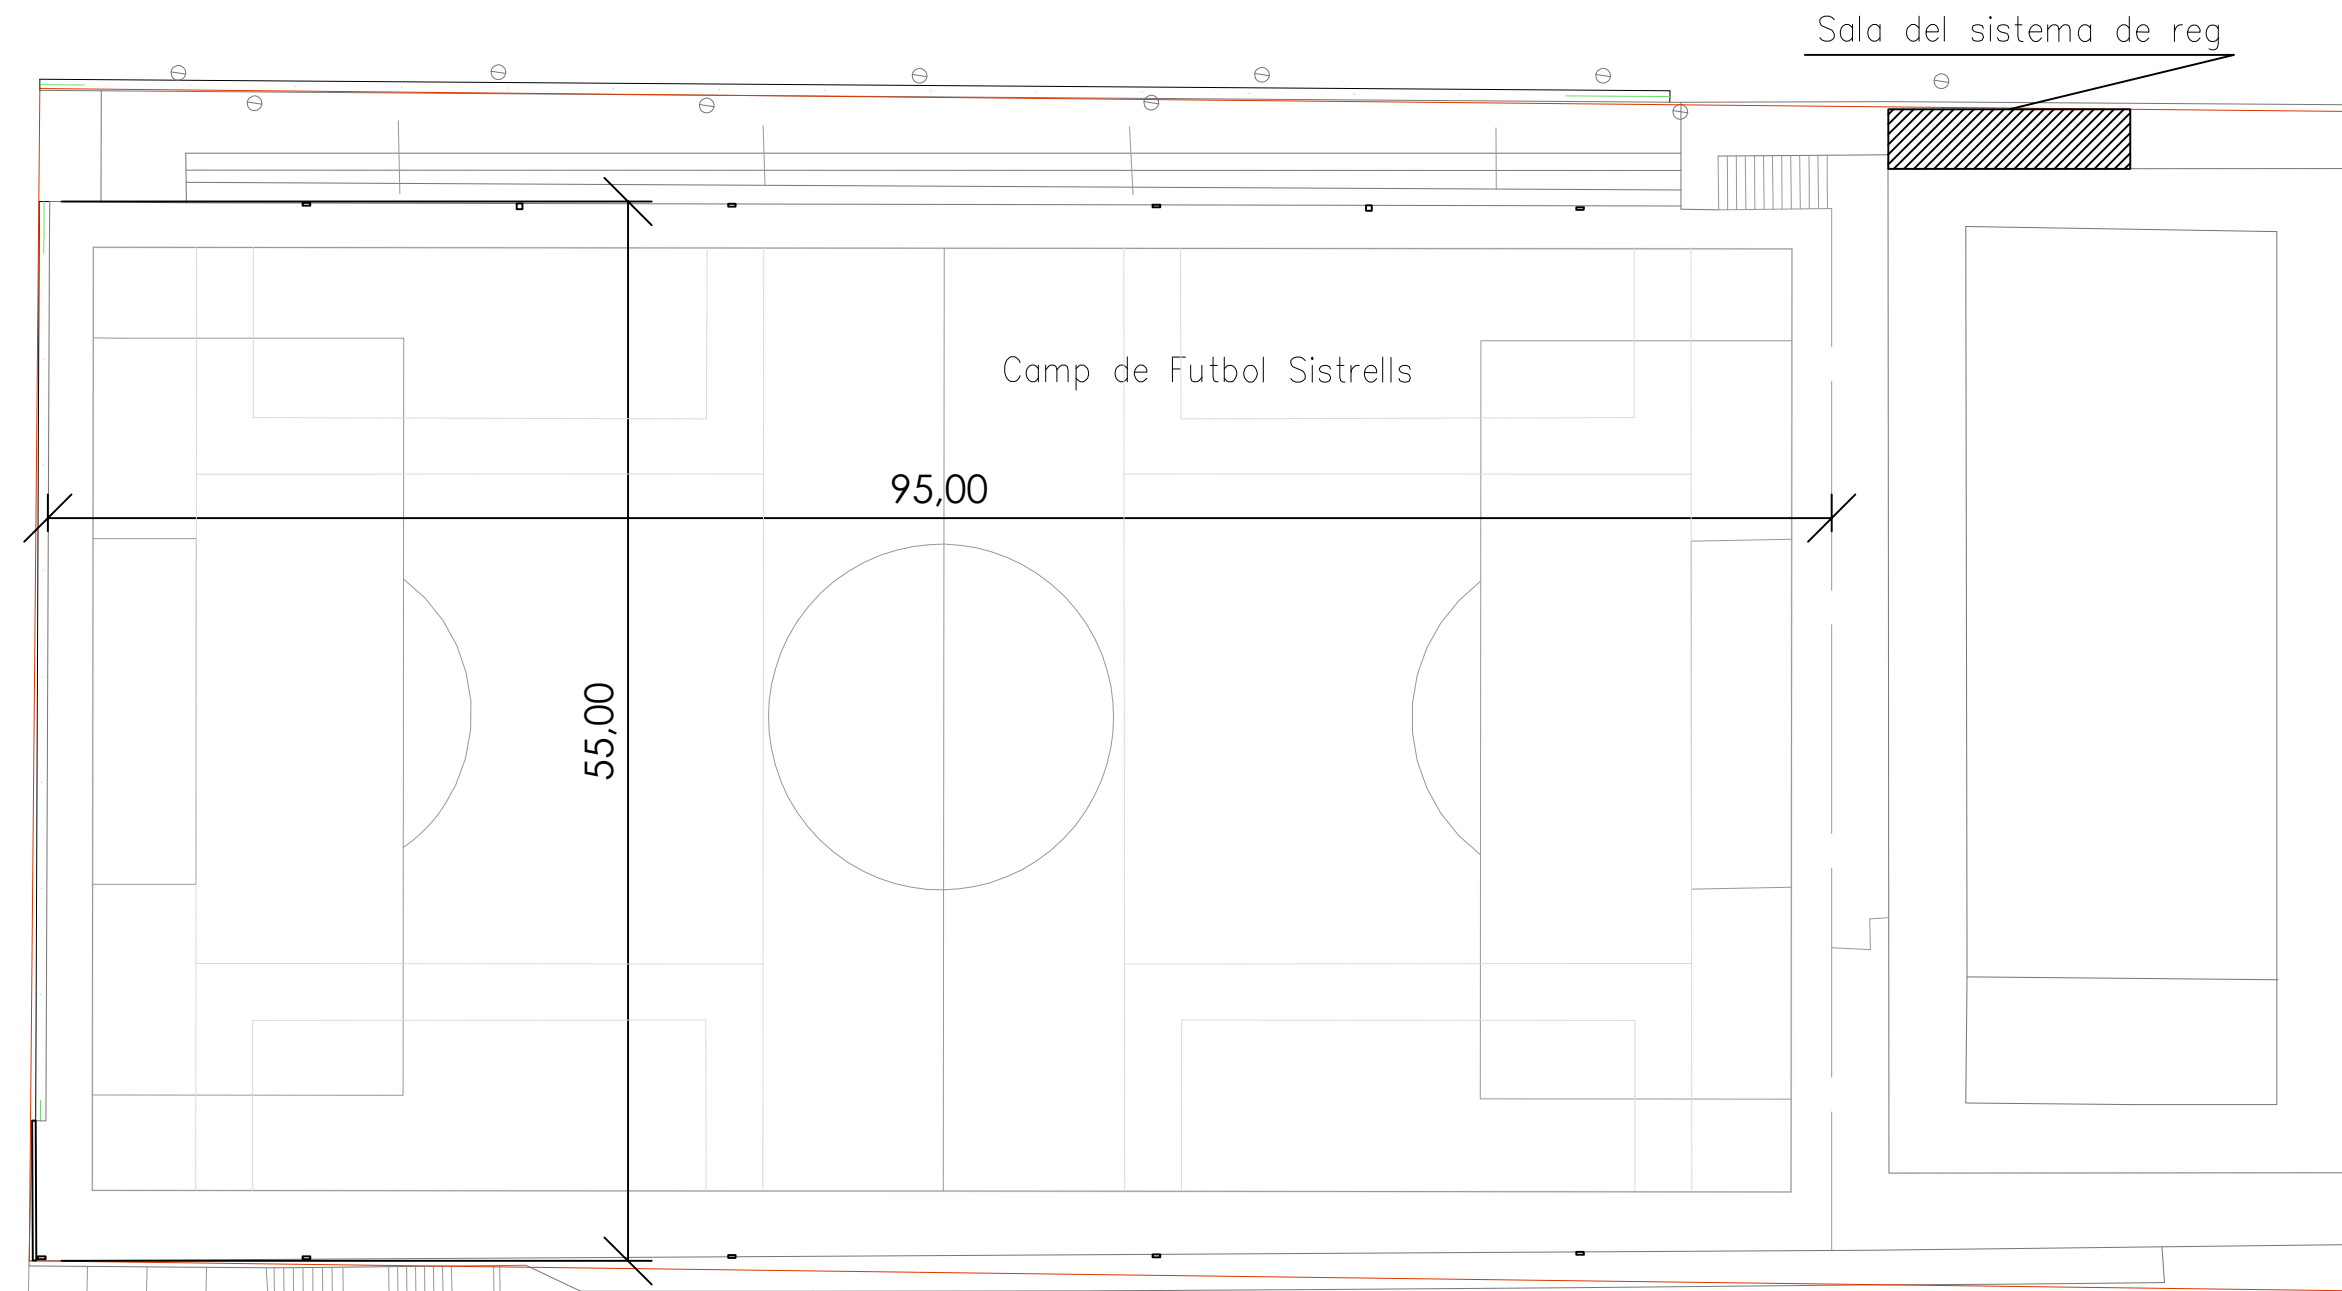 Sala del sistema de reg
Camp de Futbol Sistrells
95,00
55,00